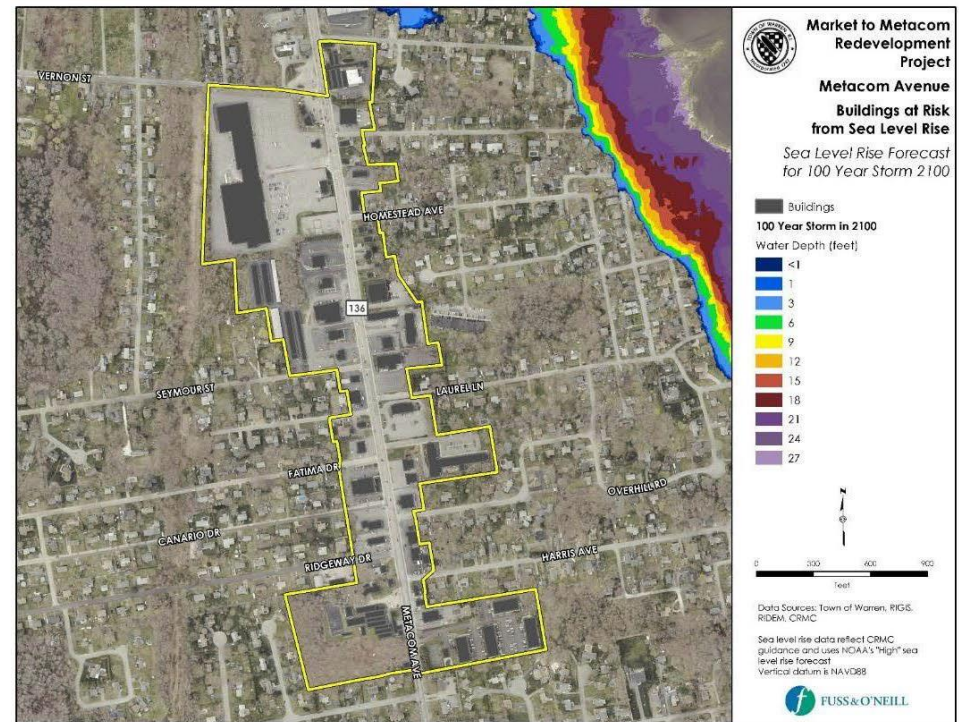 VERNON ST
HOMESTEAD AVE
136
SEYMOUR ST
LAUREL LN
FATIMA DR
OVERHILL RD
CANARIO DR
HARRIS AVE
RIDGEWAY DR
METACOM AVE
TOWN OF WARREN, R.I.
Market to Metacom
Redevelopment
Project
Metacom Avenue
Buildings at Risk
from Sea Level Rise
Sea Level Rise Forecast
for 100 Year Storm 2100
Buildings
100 Year Storm in 2100
Water Depth (feet)
<1
1
3
6
9
12
15
18
21
24
27
N
0 300 600 900
Feet
Data Sources: Town of Warren, RIGIS,
RIDEM, CRMC
Sea level rise data reflect CRMC
guidance and uses NOAA's "High" sea
level rise forecast
Vertical datum is NAVD88
f FUSS & O'NEILL